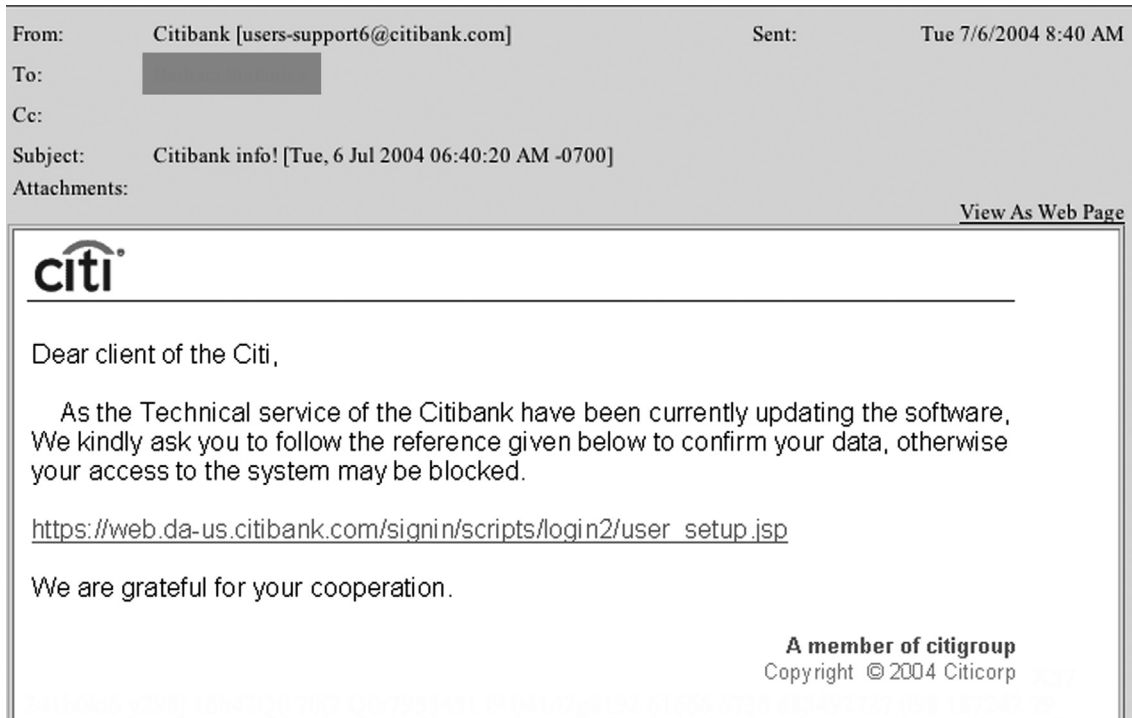 From: Citibank [users-support6@citibank.com] Sent: Tue 7/6/2004 8:40 AM
To:
Cc:
Subject: Citibank info! [Tue, 6 Jul 2004 06:40:20 AM -0700]
Attachments:
View As Web Page
citi
Dear client of the Citi,
As the Technical service of the Citibank have been currently updating the software,
We kindly ask you to follow the reference given below to confirm your data, otherwise
your access to the system may be blocked.
https://web.da-us.citibank.com/signin/scripts/login2/user_setup.jsp
We are grateful for your cooperation.
A member of citigroup
Copyright © 2004 Citicorp